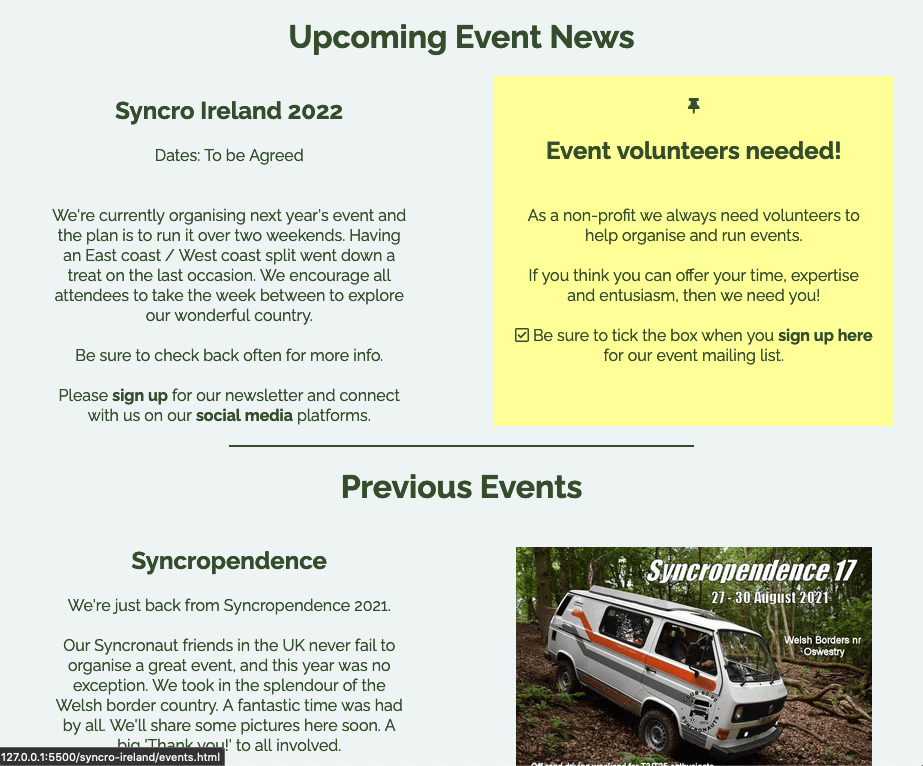 Upcoming Event News
Syncro Ireland 2022
Dates: To be Agreed
We're currently organising next year's event and
the plan is to run it over two weekends. Having
an East coast / West coast split went down a
treat on the last occasion. We encourage all
attendees to take the week between to explore
our wonderful country.
Be sure to check back often for more info.
Please sign up for our newsletter and connect
with us on our social media platforms.
Event volunteers needed!
As a non-profit we always need volunteers to
help organise and run events.
If you think you can offer your time, expertise
and entusiasm, then we need you!
Be sure to tick the box when you sign up here
for our event mailing list.
Previous Events
Syncropendence
We're just back from Syncropendence 2021.
Our Syncronaut friends in the UK never fail to
organise a great event, and this year was no
exception. We took in the splendour of the
Welsh border country. A fantastic time was had
by all. We'll share some pictures here soon. A
big 'Thank you!' to all involved.
Syncropendence 17
27 - 30 August 2021
Welsh Borders nr
Oswestry
SYNCRONAUTS
127.0.0.1:5500/syncro-ireland/events.html